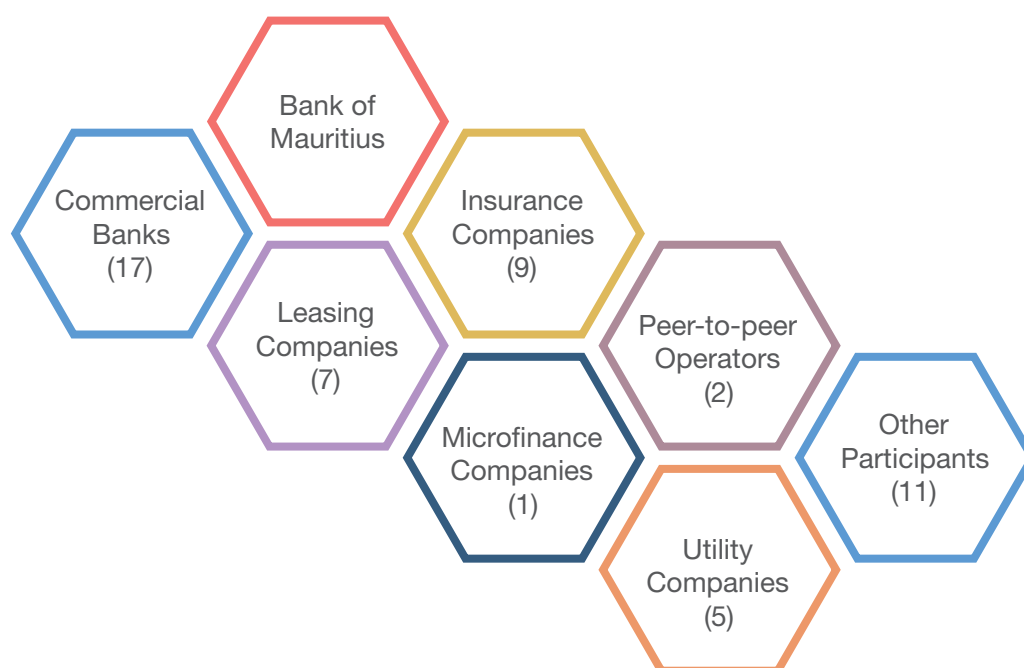 Bank of
Mauritius
Commercial
Banks
(17)
Insurance
Companies
(9)
Leasing
Companies
(7)
Peer-to-peer
Operators
(2)
Microfinance
Companies
(1)
Other
Participants
(11)
Utility
Companies
(5)